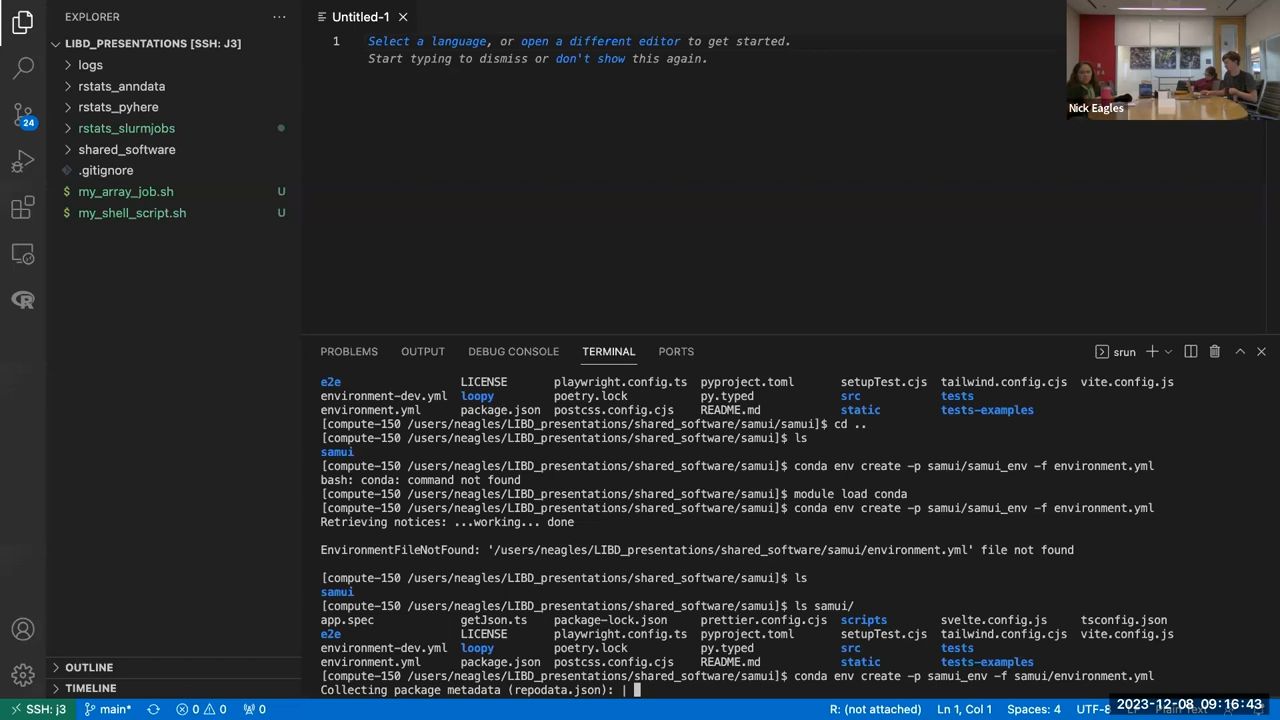 EXPLORER
LIBD_PRESENTATIONS [SSH: J3]
logs
rstats_anndata
rstats_pyhere
rstats_slurmjobs
shared_software
.gitignore
$ my_array_job.sh U
$ my_shell_script.sh U
24
OUTLINE
TIMELINE
Untitled-1
1 Select a language, or open a different editor to get started.
Start typing to dismiss or don't show this again.
Nick Eagles
PROBLEMS OUTPUT DEBUG CONSOLE TERMINAL PORTS
srun
e2e LICENSE playwright.config.ts pyproject.toml setupTest.cjs tailwind.config.cjs vite.config.js
environment-dev.yml loopy poetry.lock py.typed src tests
environment.yml package.json postcss.config.cjs README.md static tests-examples
[compute-150 /users/neagles/LIBD_presentations/shared_software/samui/samui]$ cd ..
[compute-150 /users/neagles/LIBD_presentations/shared_software/samui]$ ls
samui
[compute-150 /users/neagles/LIBD_presentations/shared_software/samui]$ conda env create -p samui/samui_env -f environment.yml
bash: conda: command not found
[compute-150 /users/neagles/LIBD_presentations/shared_software/samui]$ module load conda
[compute-150 /users/neagles/LIBD_presentations/shared_software/samui]$ conda env create -p samui/samui_env -f environment.yml
Retrieving notices: ...working... done
EnvironmentFileNotFound: '/users/neagles/LIBD_presentations/shared_software/samui/environment.yml' file not found
[compute-150 /users/neagles/LIBD_presentations/shared_software/samui]$ ls
samui
[compute-150 /users/neagles/LIBD_presentations/shared_software/samui]$ ls samui/
app.spec getJson.ts package-lock.json prettier.config.cjs scripts svelte.config.js tsconfig.json
e2e LICENSE playwright.config.ts pyproject.toml setupTest.cjs tailwind.config.cjs vite.config.js
environment-dev.yml loopy poetry.lock py.typed src tests
environment.yml package.json postcss.config.cjs README.md static tests-examples
[compute-150 /users/neagles/LIBD_presentations/shared_software/samui]$ conda env create -p samui_env -f samui/environment.yml
Collecting package metadata (repodata.json): |
SSH: j3 main* 0 0 0 R: (not attached) Ln 1, Col 1 Spaces: 4 UTF-8 Plain Text
2023-12-08 09:16:43